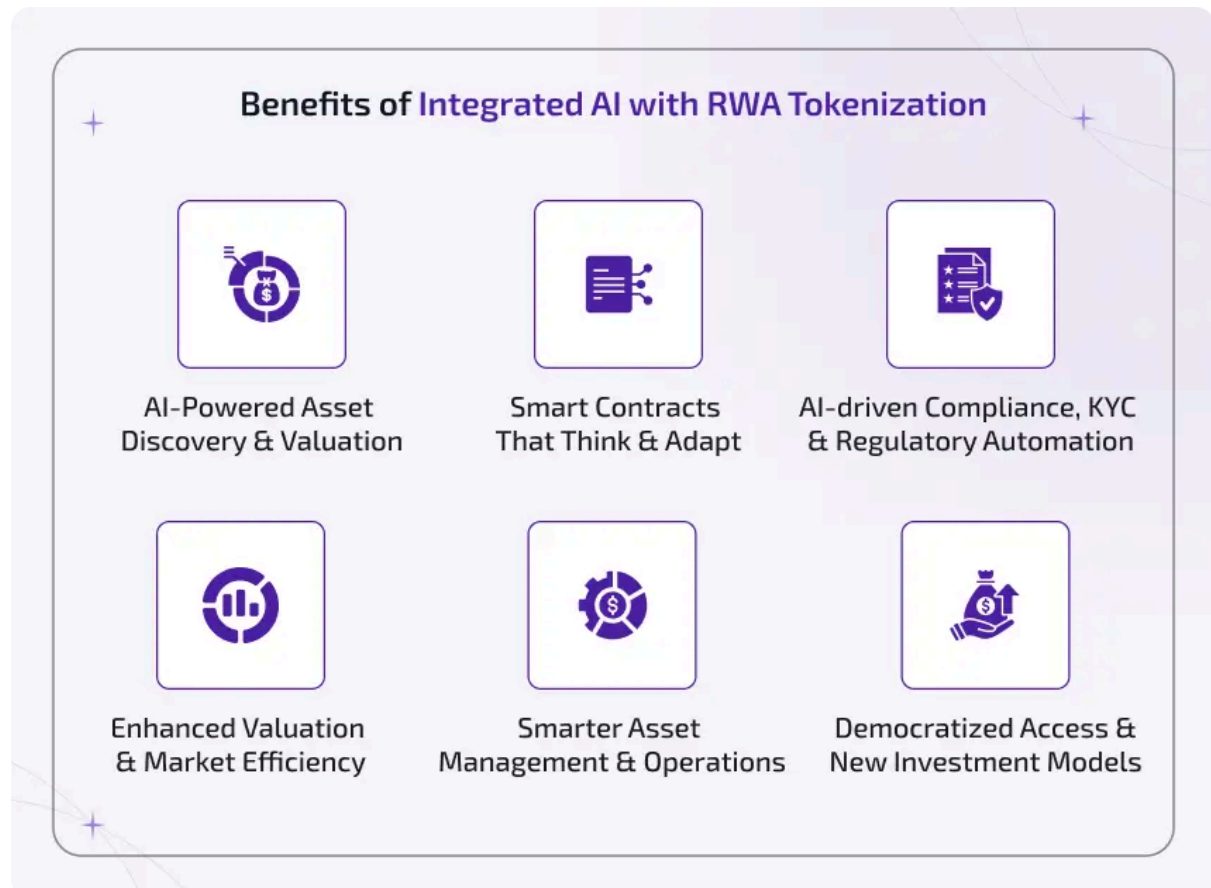 Benefits of Integrated AI with RWA Tokenization
AI-Powered Asset
Discovery & Valuation
Smart Contracts
That Think & Adapt
AI-driven Compliance, KYC
& Regulatory Automation
Enhanced Valuation
& Market Efficiency
Smarter Asset
Management & Operations
Democratized Access &
New Investment Models